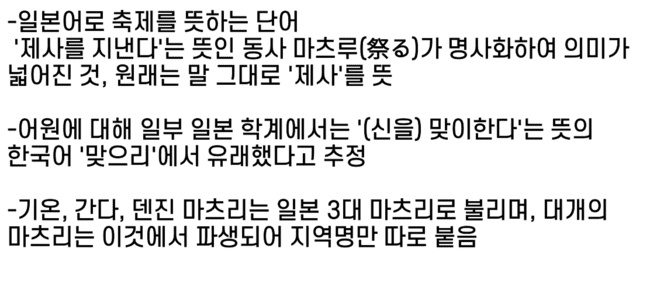 -일본어로 축제를 뜻하는 단어
'제사를 지낸다'는 뜻인 동사 마츠루(祭る)가 명사화하여 의미가
넓어진 것, 원래는 말 그대로 '제사'를 뜻
-어원에 대해 일부 일본 학계에서는 '(신을) 맞이한다'는 뜻의
한국어 '맞으리'에서 유래했다고 추정
-기온, 간다, 덴진 마츠리는 일본 3대 마츠리로 불리며, 대개의
마츠리는 이것에서 파생되어 지역명만 따로 붙음